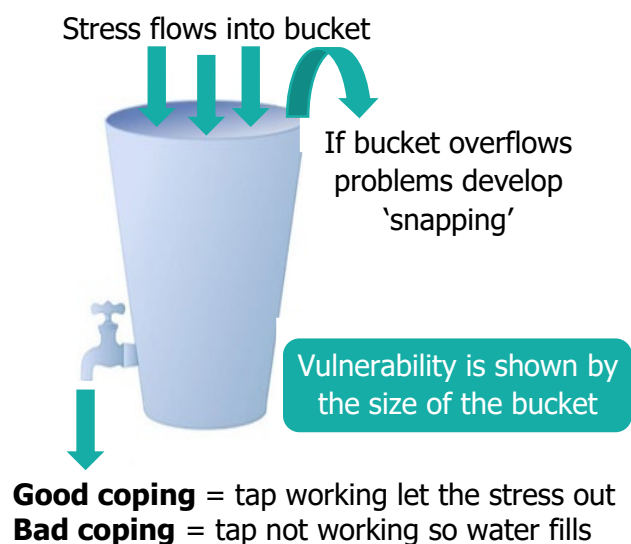 Stress flows into bucket
If bucket overflows
problems develop
‘snapping’
Vulnerability is shown by
the size of the bucket
Good coping = tap working let the stress out
Bad coping = tap not working so water fills